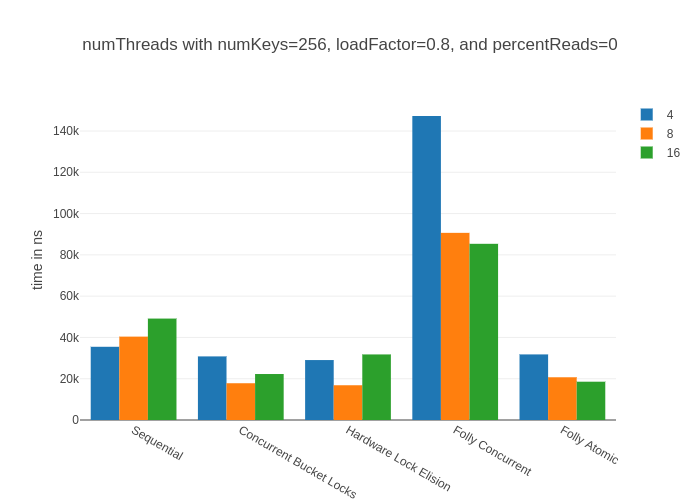 numThreads with numKeys=256, loadFactor=0.8, and percentReads=0
4
8
16
time in ns
140k
120k
100k
80k
60k
40k
20k
0
Sequential
Concurrent Bucket Locks
Hardware Lock Elision
Folly Concurrent
Folly Atomic